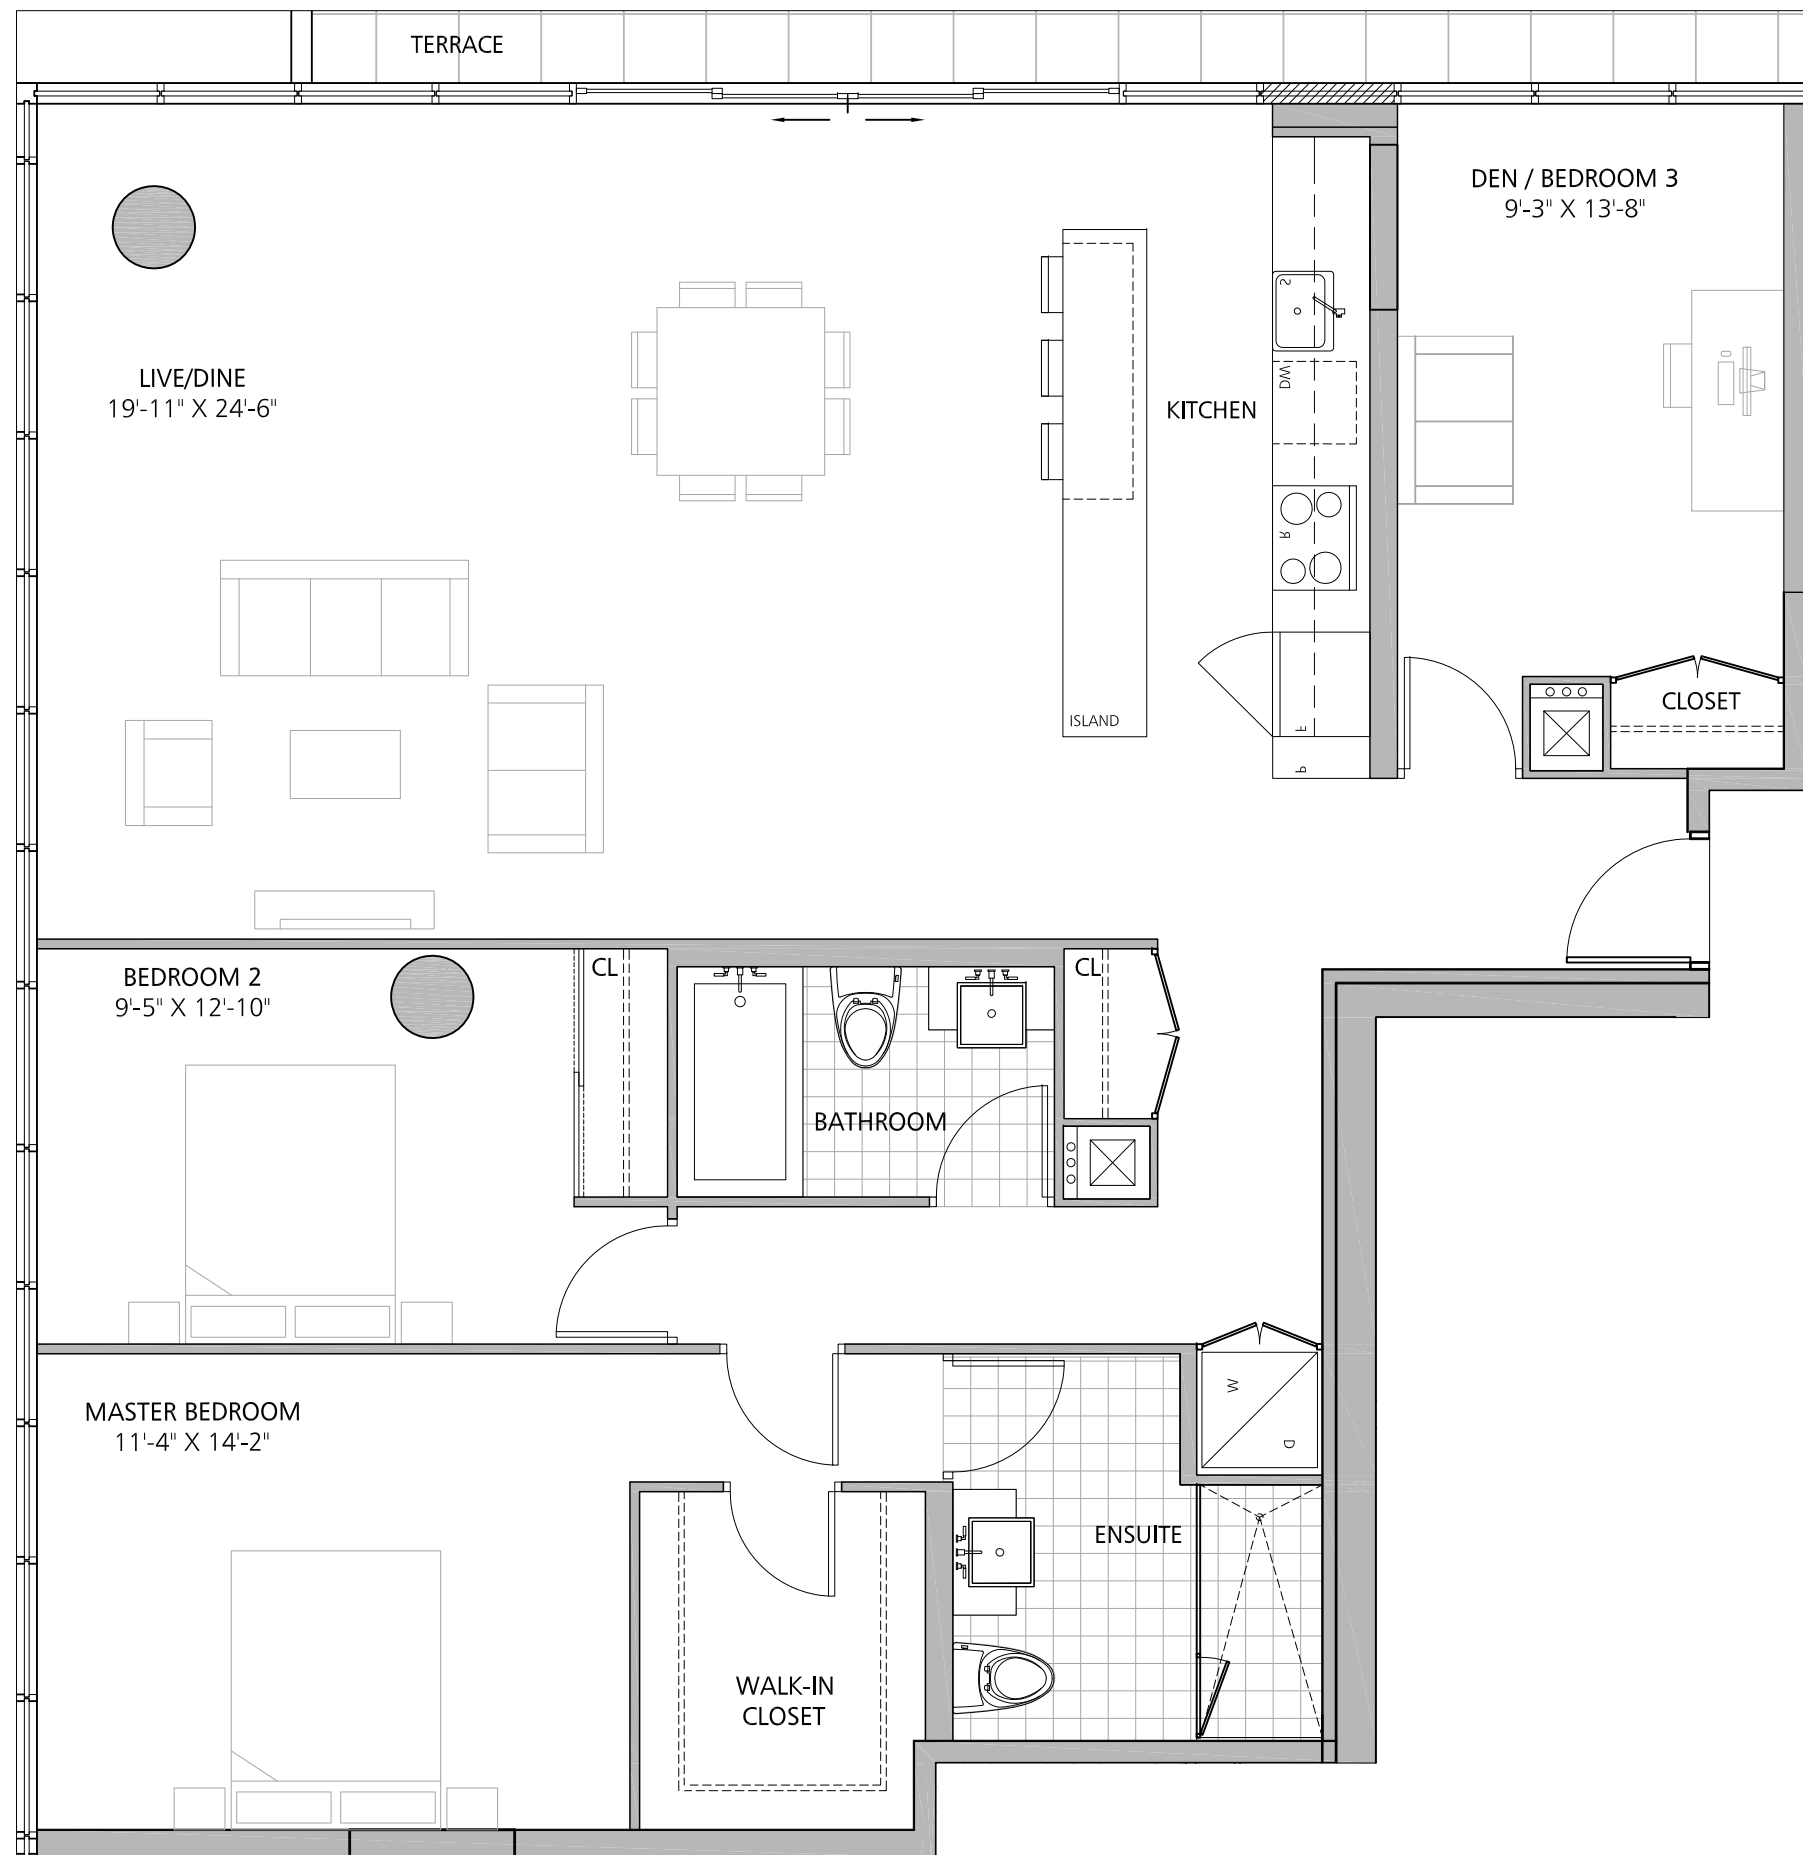 TERRACE
DEN / BEDROOM 3
9'-3" X 13'-8"
S
LIVE/DINE
19'-11" X 24'-6"
DW
KITCHEN
R
CLOSET
ISLAND
F
P
BEDROOM 2
9'-5" X 12'-10"
CL
CL
BATHROOM
MASTER BEDROOM
11'-4" X 14'-2"
W
D
ENSUITE
WALK-IN
CLOSET